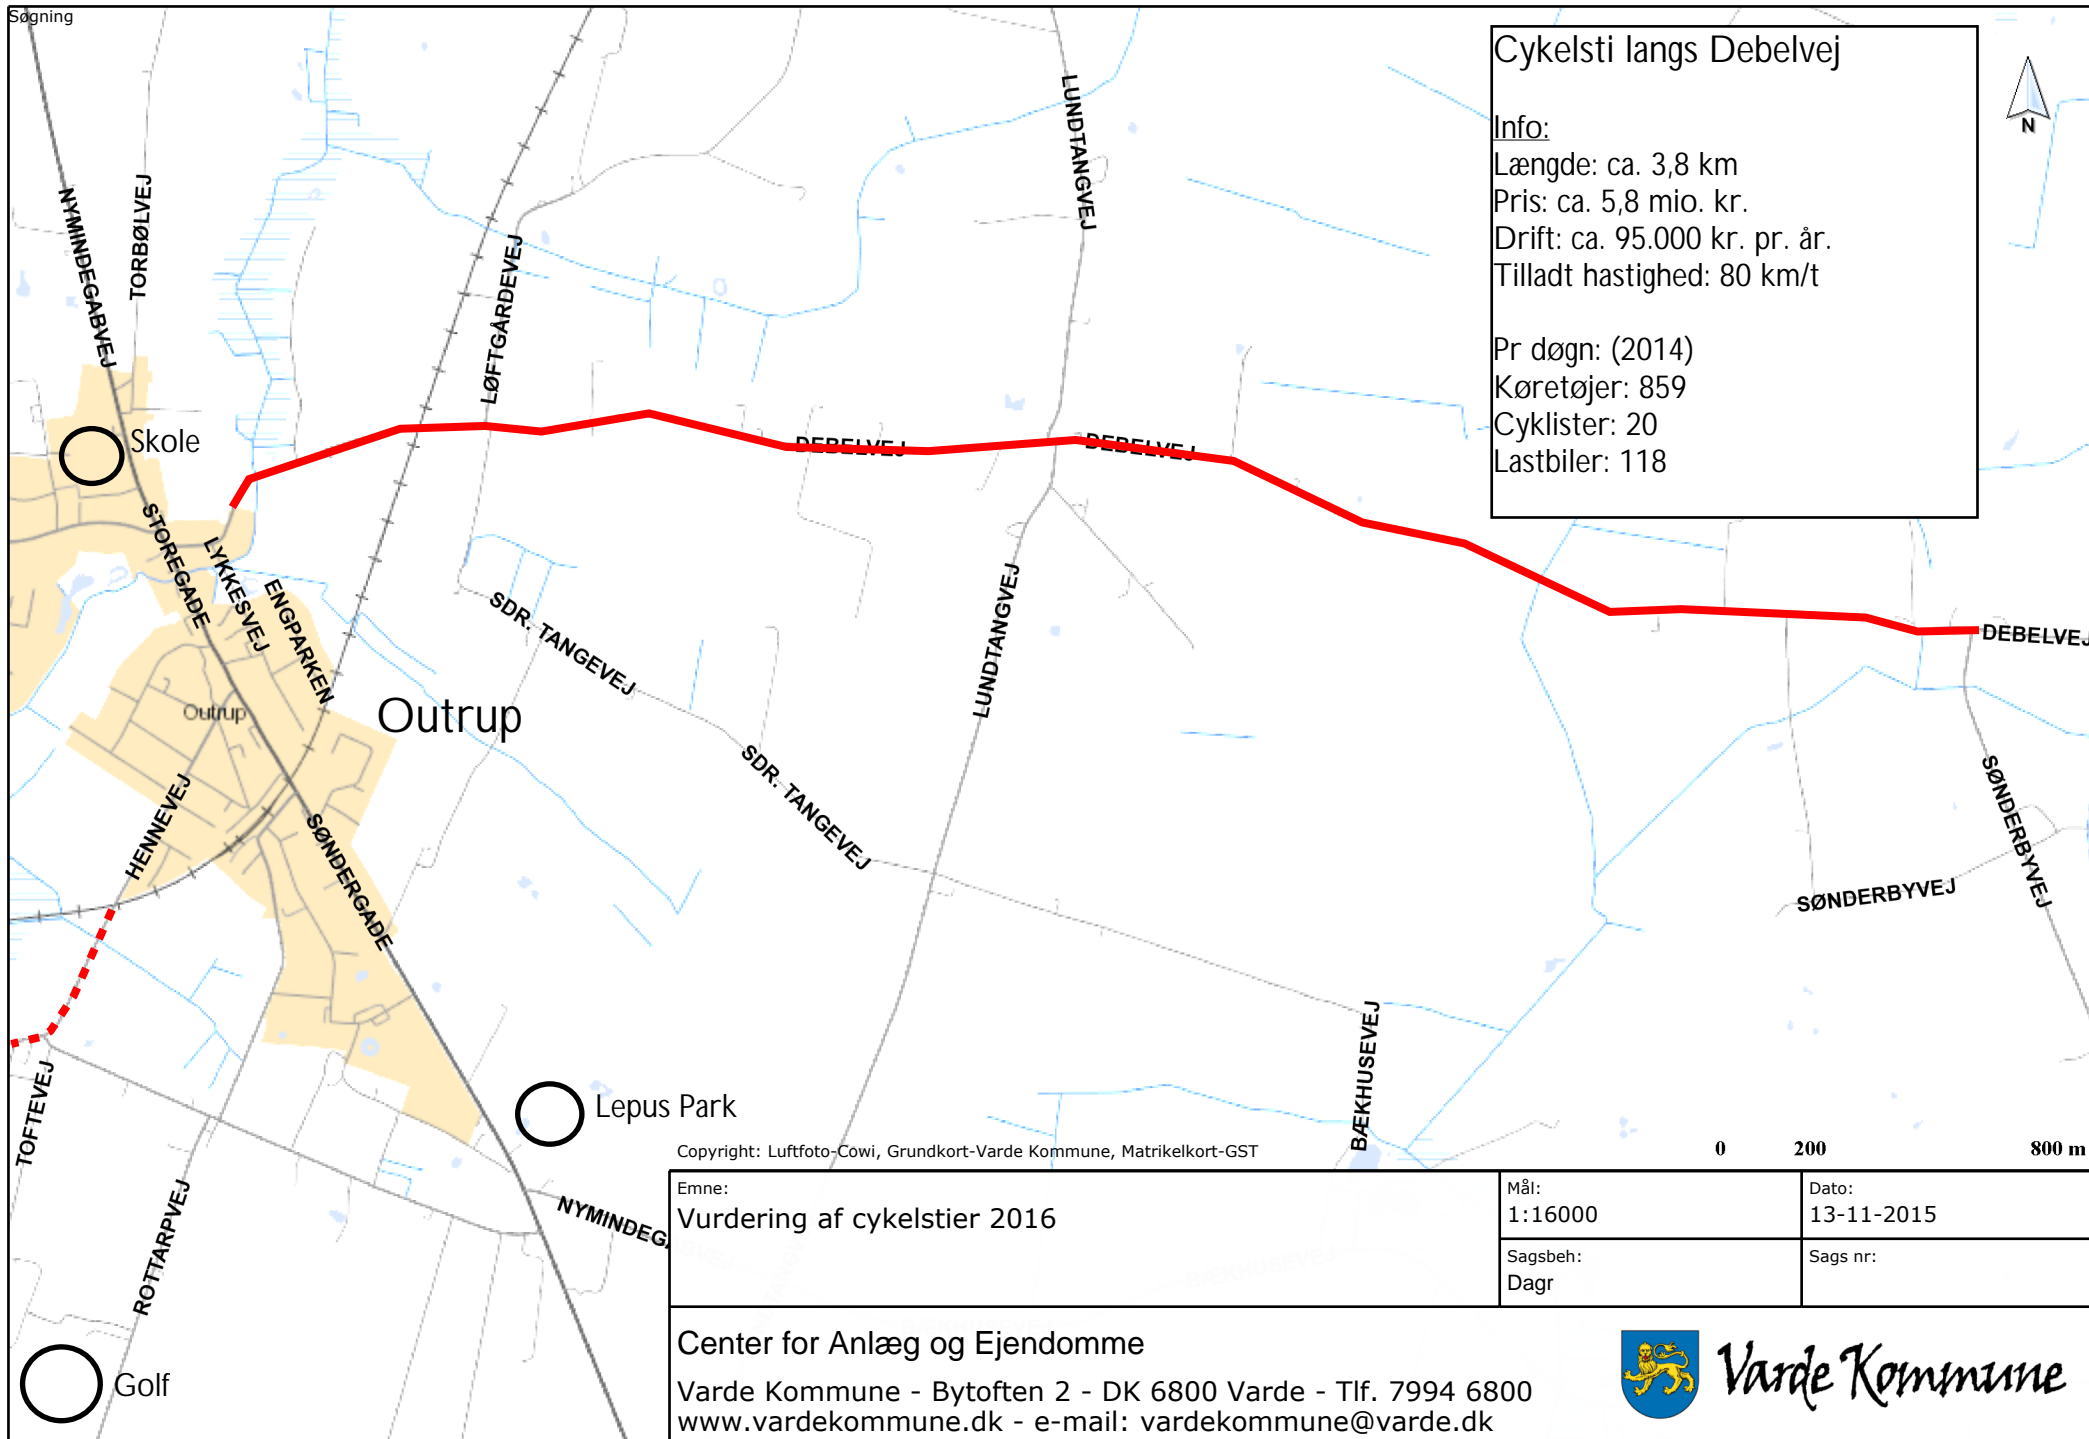 Søgning
Cykelsti langs Debelvej
Info:
Længde: ca. 3,8 km
Pris: ca. 5,8 mio. kr.
Drift: ca. 95.000 kr. pr. år.
Tilladt hastighed: 80 km/t
Pr døgn: (2014)
Køretøjer: 859
Cyklister: 20
Lastbiler: 118
N
NYMINDEGABVEJ
TORBØLVEJ
LØFTGÅRDEVEJ
LUNDTANGVEJ
Skole
DEBELVEJ
DEBELVEJ
STOREGADE
LYKKESVEJ
ENGPARKEN
SDR. TANGEVEJ
LUNDTANGVEJ
DEBELVEJ
Outrup
Outrup
HENNEVEJ
SØNDERGADE
SDR. TANGEVEJ
SØNDERBYVEJ
SØNDERBYVEJ
TOFTEVEJ
BÆKHUSEVEJ
Lepus Park
ROTTARPVEJ
NYMINDEGABVEJ
BÆKHUSEVEJ
BÆKHUSEVEJ
Golf
Copyright: Luftfoto-Cowi, Grundkort-Varde Kommune, Matrikelkort-GST
0 200 800 m
Emne:
Vurdering af cykelstier 2016
Mål:
1:16000
Dato:
13-11-2015
Sagsbeh:
Dagr
Sags nr:
Center for Anlæg og Ejendomme
Varde Kommune - Bytoften 2 - DK 6800 Varde - Tlf. 7994 6800
www.vardekommune.dk - e-mail: vardekommune@varde.dk
Varde Kommune